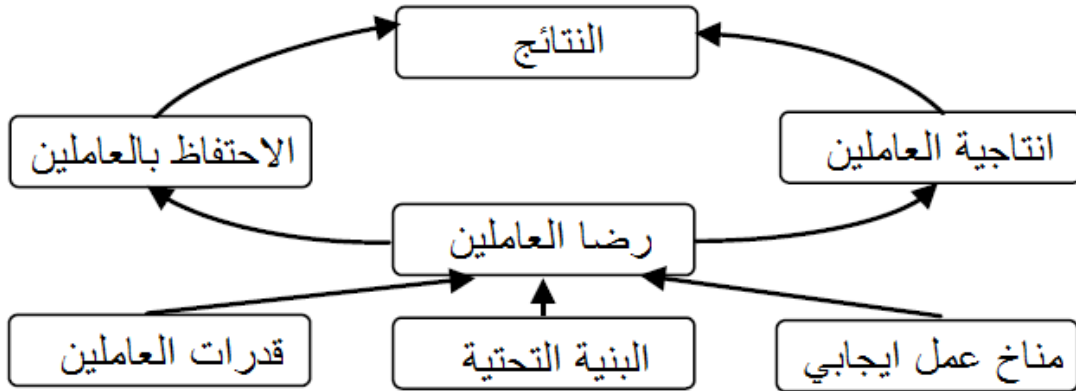 النتائج
انتاجية العاملين
الاحتفاظ بالعاملين
رضا العاملين
مناخ عمل ايجابي
البنية التحتية
قدرات العاملين